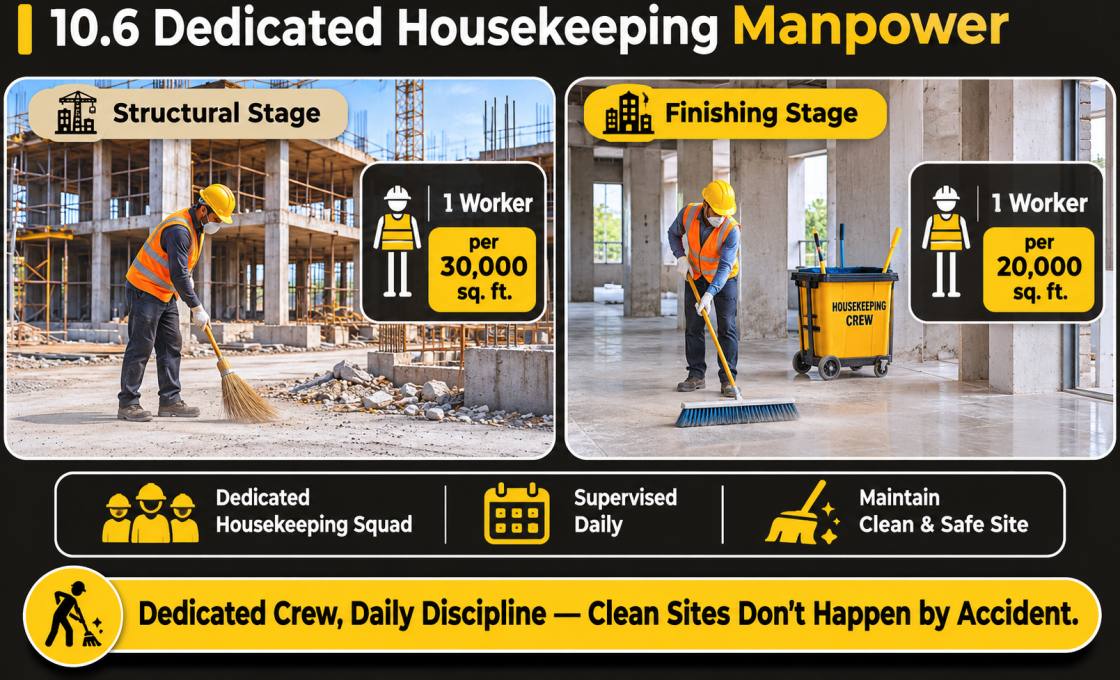 10.6 Dedicated Housekeeping Manpower
Structural Stage
1 Worker
per
30,000
sq. ft.
Finishing Stage
1 Worker
per
20,000
sq. ft.
HOUSEKEEPING
CREW
Dedicated
Housekeeping Squad
Supervised
Daily
Maintain
Clean & Safe Site
Dedicated Crew, Daily Discipline — Clean Sites Don't Happen by Accident.